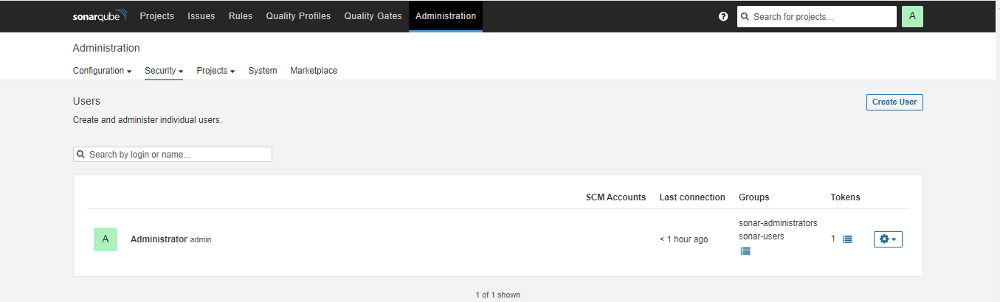 sonarqube Projects Issues Rules Quality Profiles Quality Gates Administration ? Search for projects... A
Administration
Configuration Security Projects System Marketplace
Users Create User
Create and administer individual users.
Search by login or name...
SCM Accounts Last connection Groups Tokens
A Administrator admin < 1 hour ago sonar-administrators 1
sonar-users
1 of 1 shown